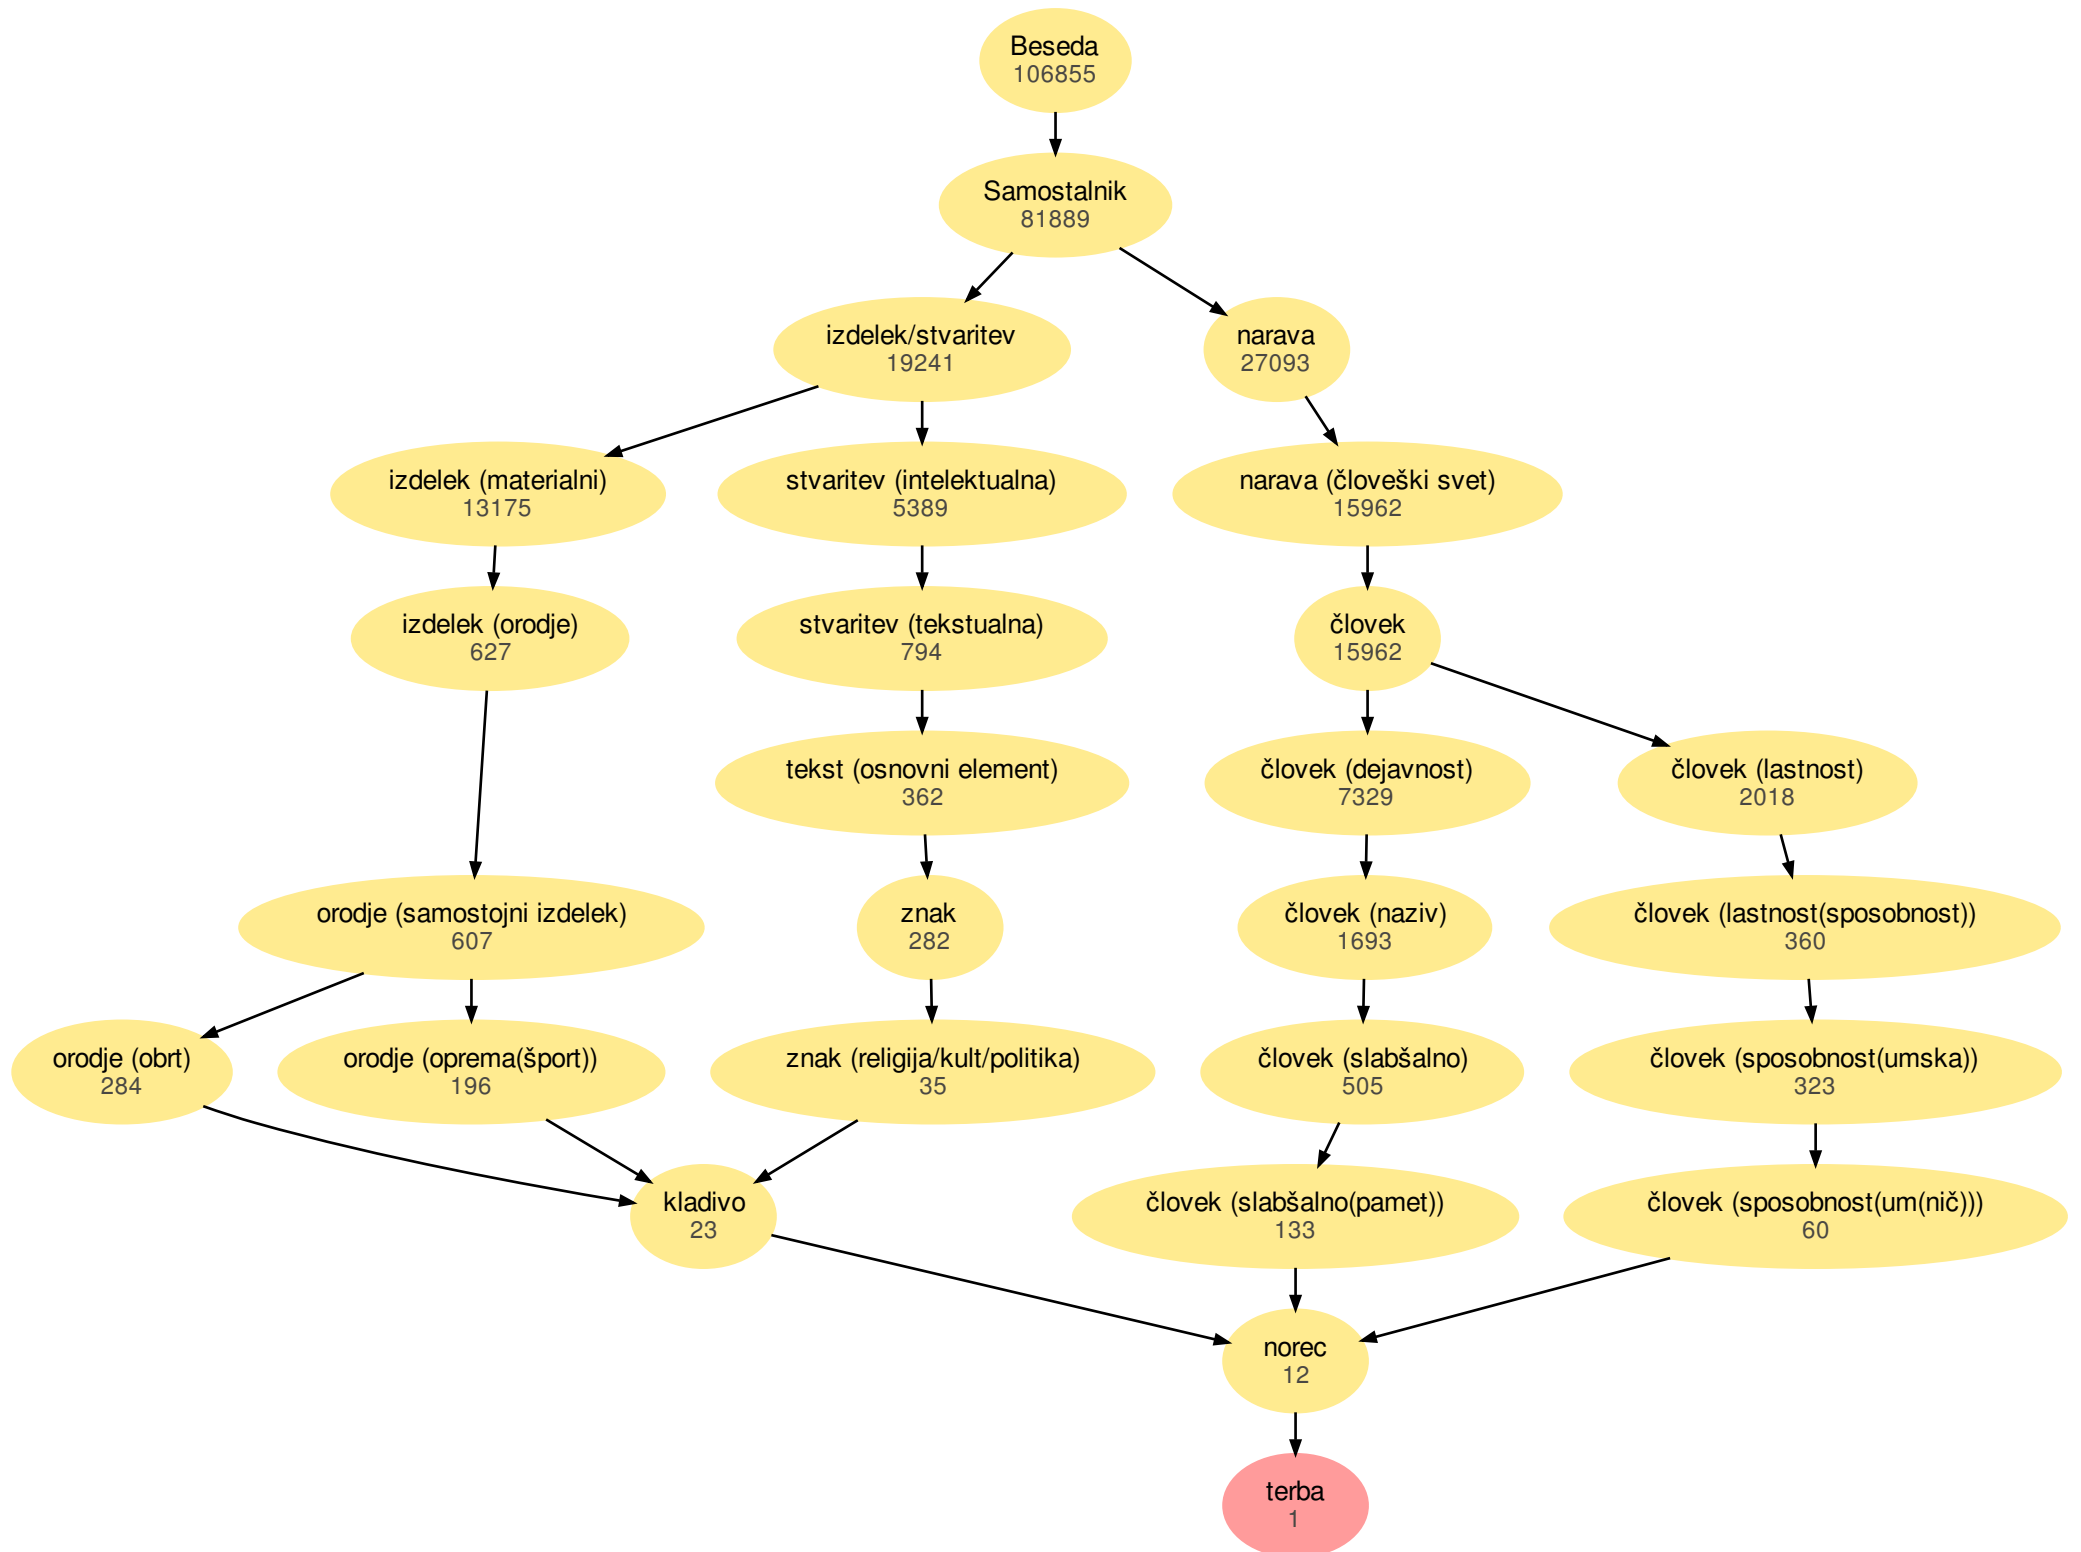 Beseda
106855
Samostalnik
81889
izdelek/stvaritev
19241
narava
27093
izdelek (materialni)
13175
stvaritev (intelektualna)
5389
narava (človeški svet)
15962
izdelek (orodje)
627
stvaritev (tekstualna)
794
človek
15962
tekst (osnovni element)
362
človek (dejavnost)
7329
človek (lastnost)
2018
orodje (samostojni izdelek)
607
znak
282
človek (naziv)
1693
človek (lastnost(sposobnost))
360
orodje (obrt)
284
orodje (oprema(šport))
196
znak (religija/kult/politika)
35
človek (slabšalno)
505
človek (sposobnost(umska))
323
kladivo
23
človek (slabšalno(pamet))
133
človek (sposobnost(um(nič)))
60
norec
12
terba
1